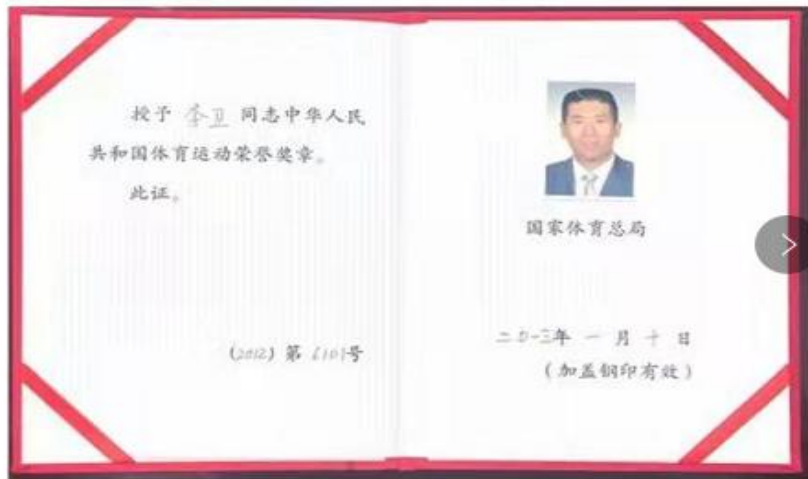 授予 李卫 同志中华人民
共和国体育运动荣誉奖章。
此证。
(2012) 第 号
国家体育总局
二〇一三年 一 月 十 日
(加盖钢印有效)